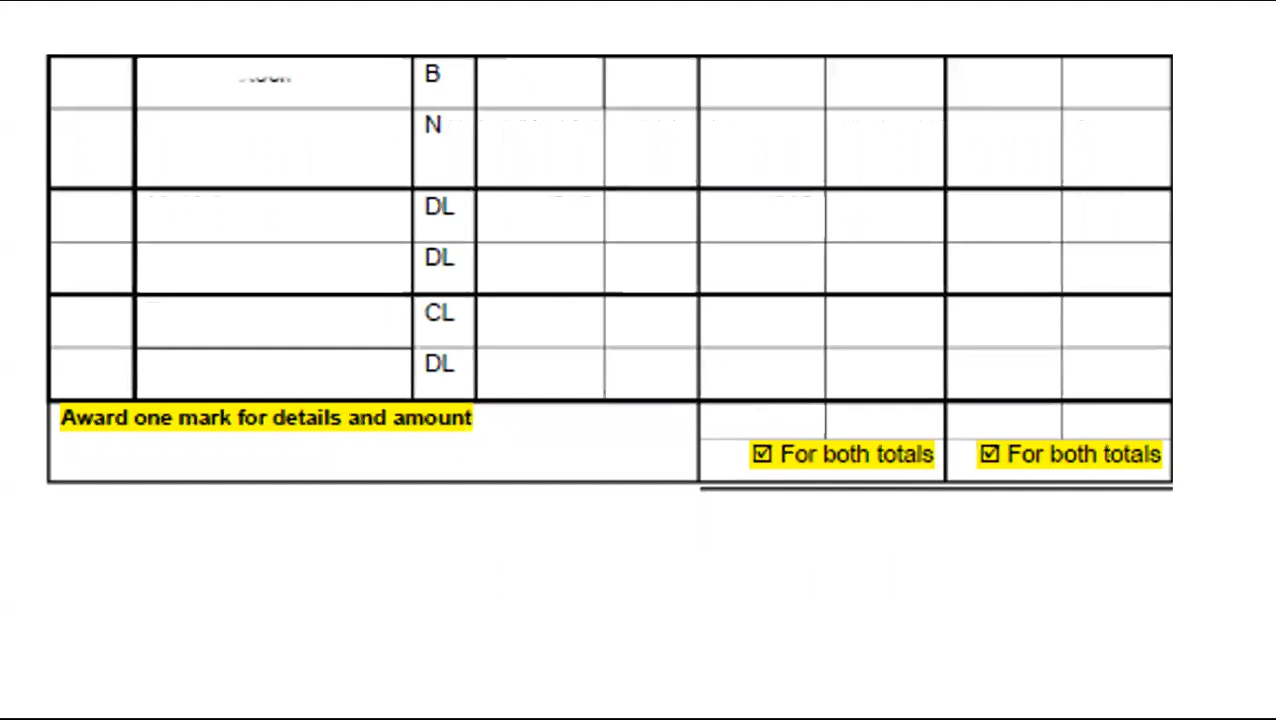 B
N
DL
DL
CL
DL
Award one mark for details and amount
☑ For both totals ☑ For both totals